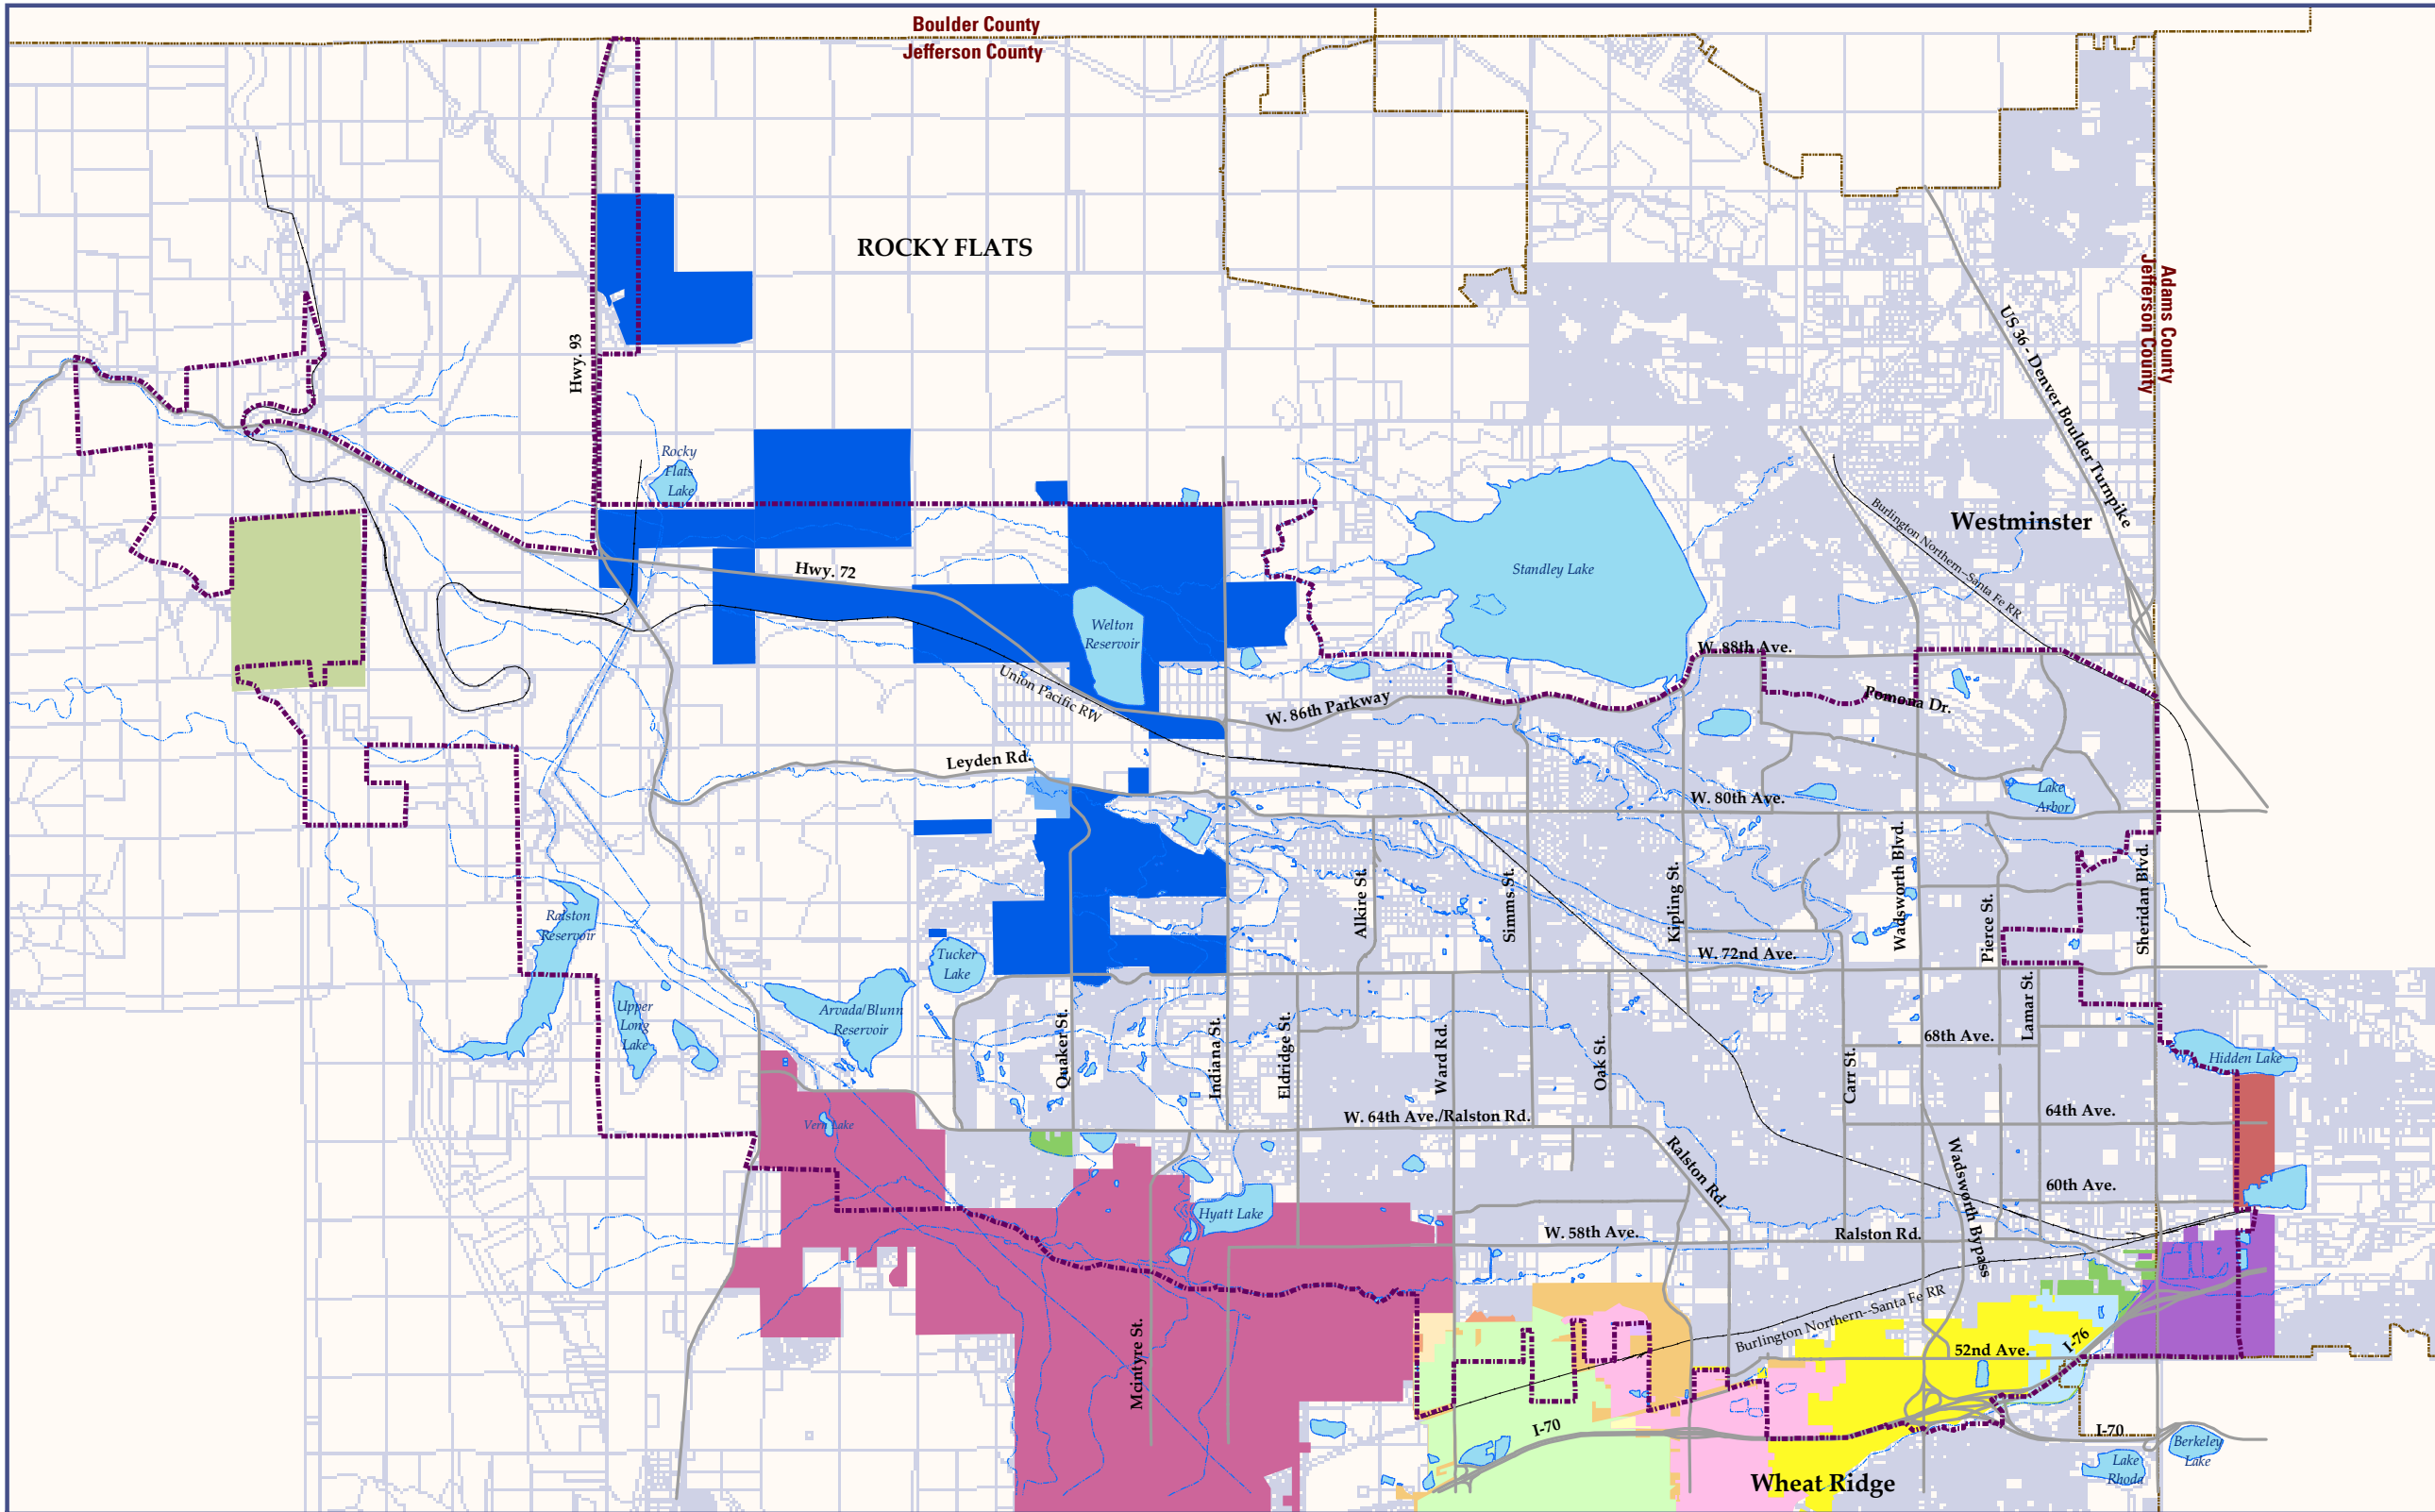 Boulder County
Jefferson County
ROCKY FLATS
Adams County
Jefferson County
Hwy. 93
US 36 - Denver Boulder Turnpike
Rocky
Flats
Lake
Westminster
Burlington Northern--Santa Fe RR
Hwy. 72
Standley Lake
Welton
Reservoir
W. 88th Ave.
Union Pacific RW
W. 86th Parkway
Pomona Dr.
Leyden Rd.
W. 80th Ave.
Lake
Arbor
Ralston
Reservoir
Tucker
Lake
Alkire St.
Simms St.
Kipling St.
Wadsworth Blvd.
Pierce St.
Sheridan Blvd.
W. 72nd Ave.
Upper
Long
Lake
Arvada/Blunn
Reservoir
Quaker St.
Indiana St.
Eldridge St.
Ward Rd.
Oak St.
Carr St.
68th Ave.
Lamar St.
Hidden Lake
Vern Lake
W. 64th Ave./Ralston Rd.
64th Ave.
Ralston Rd.
Wadsworth Bypass
60th Ave.
Hyatt Lake
W. 58th Ave.
Ralston Rd.
Mcintyre St.
Burlington Northern--Santa Fe RR
52nd Ave.
I-76
I-70
I-70
Berkeley
Lake
Lake
Rhoda
Wheat Ridge